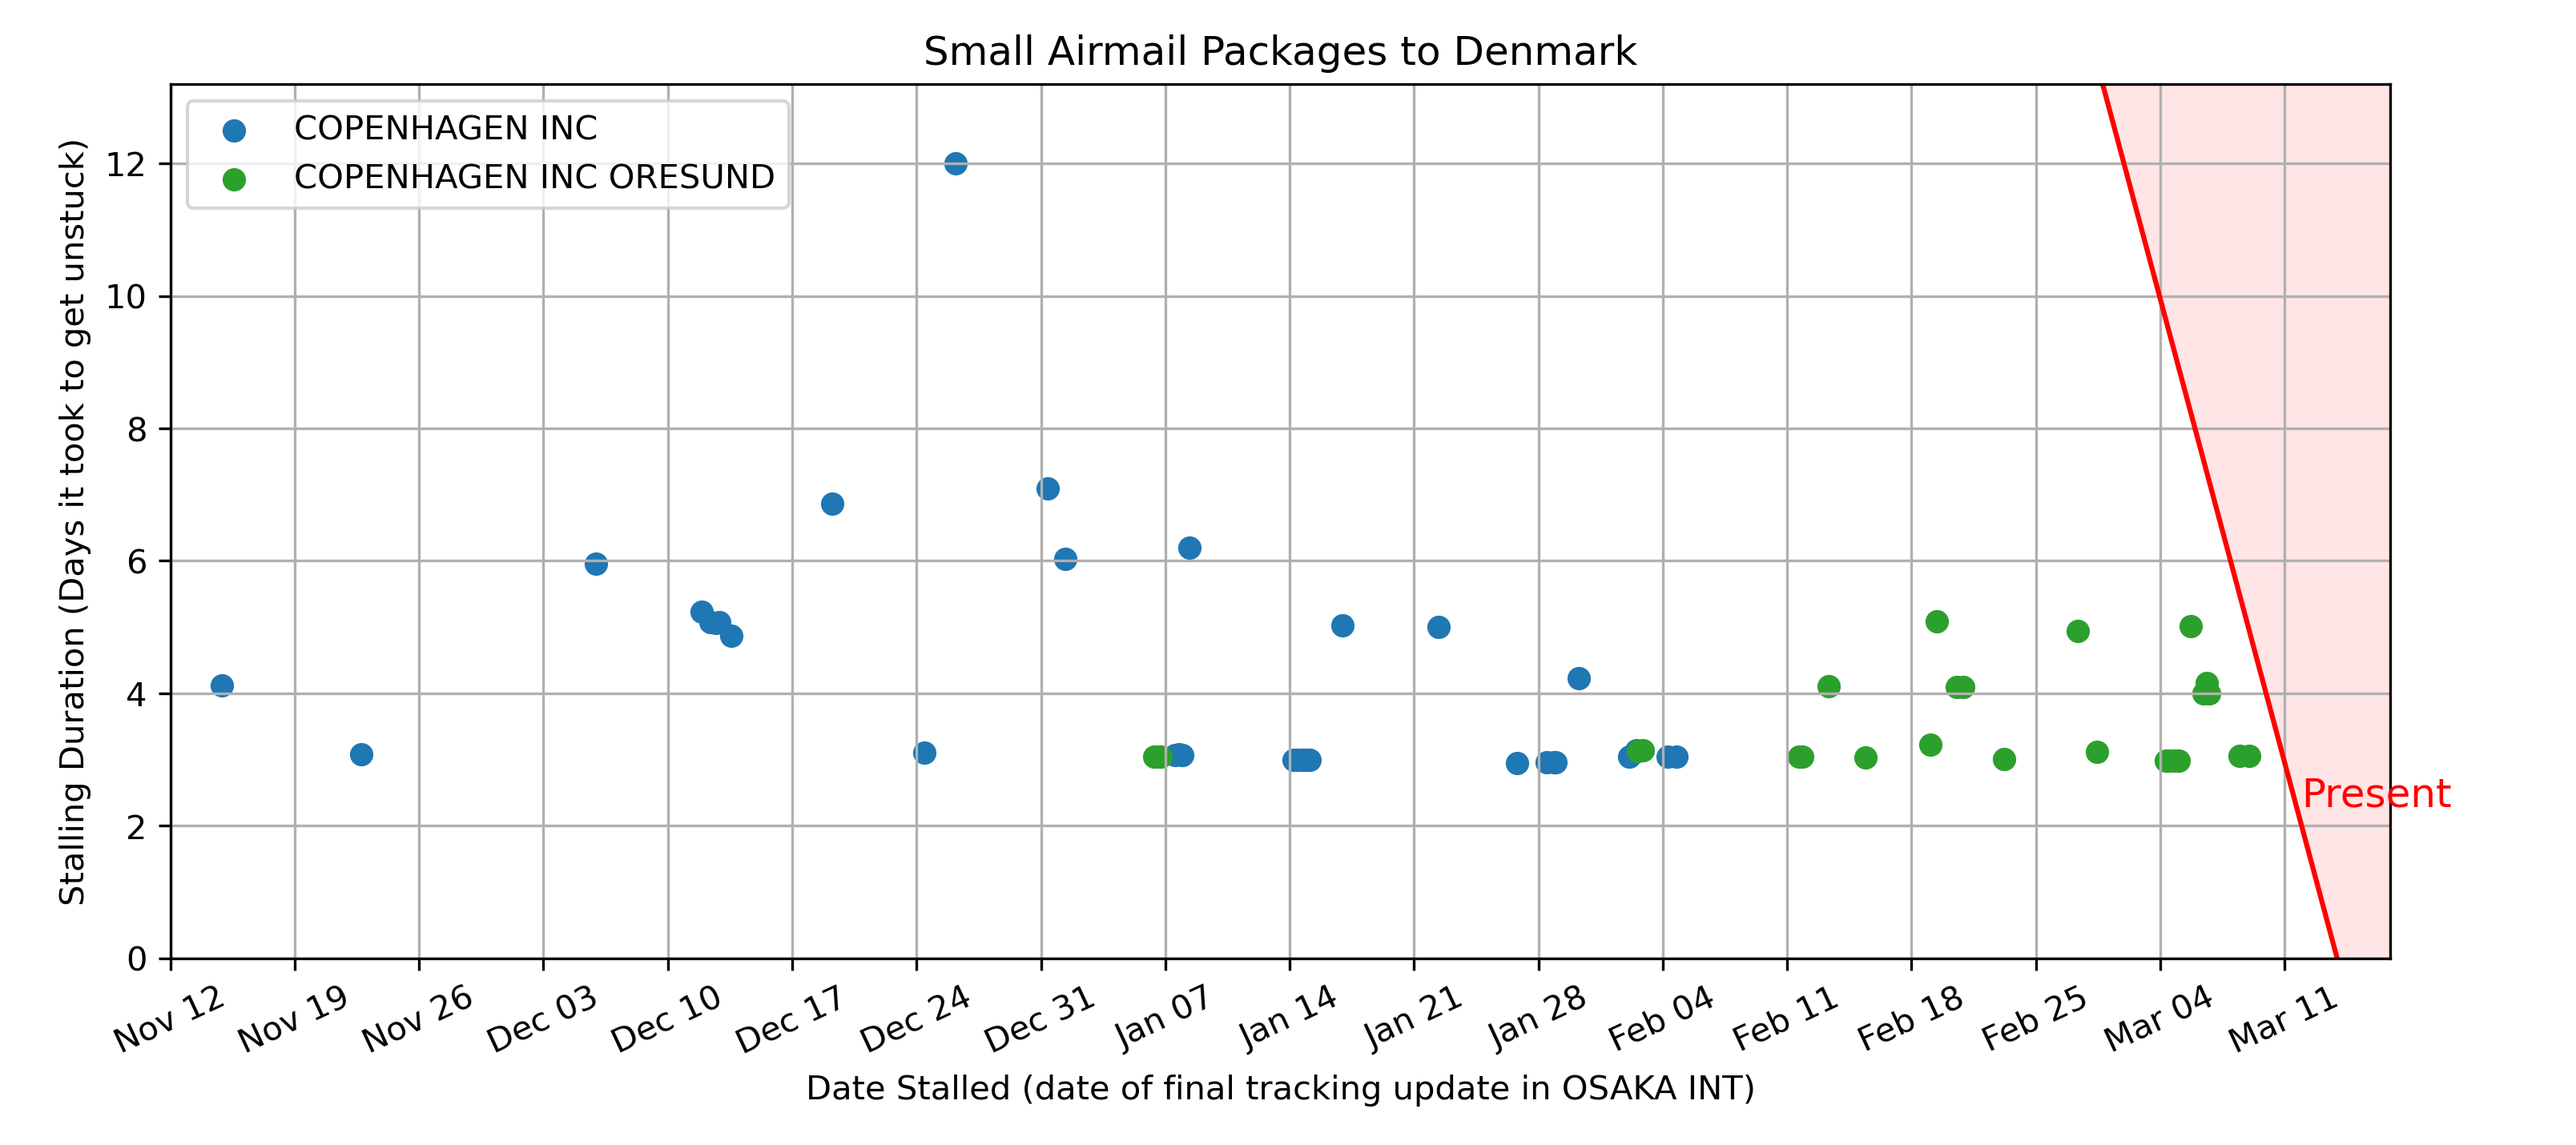 Small Airmail Packages to Denmark
COPENHAGEN INC
COPENHAGEN INC ORESUND
Stalling Duration (Days it took to get unstuck)
12
10
8
6
4
2
0
Present
Nov 12
Nov 19
Nov 26
Dec 03
Dec 10
Dec 17
Dec 24
Dec 31
Jan 07
Jan 14
Jan 21
Jan 28
Feb 04
Feb 11
Feb 18
Feb 25
Mar 04
Mar 11
Date Stalled (date of final tracking update in OSAKA INT)